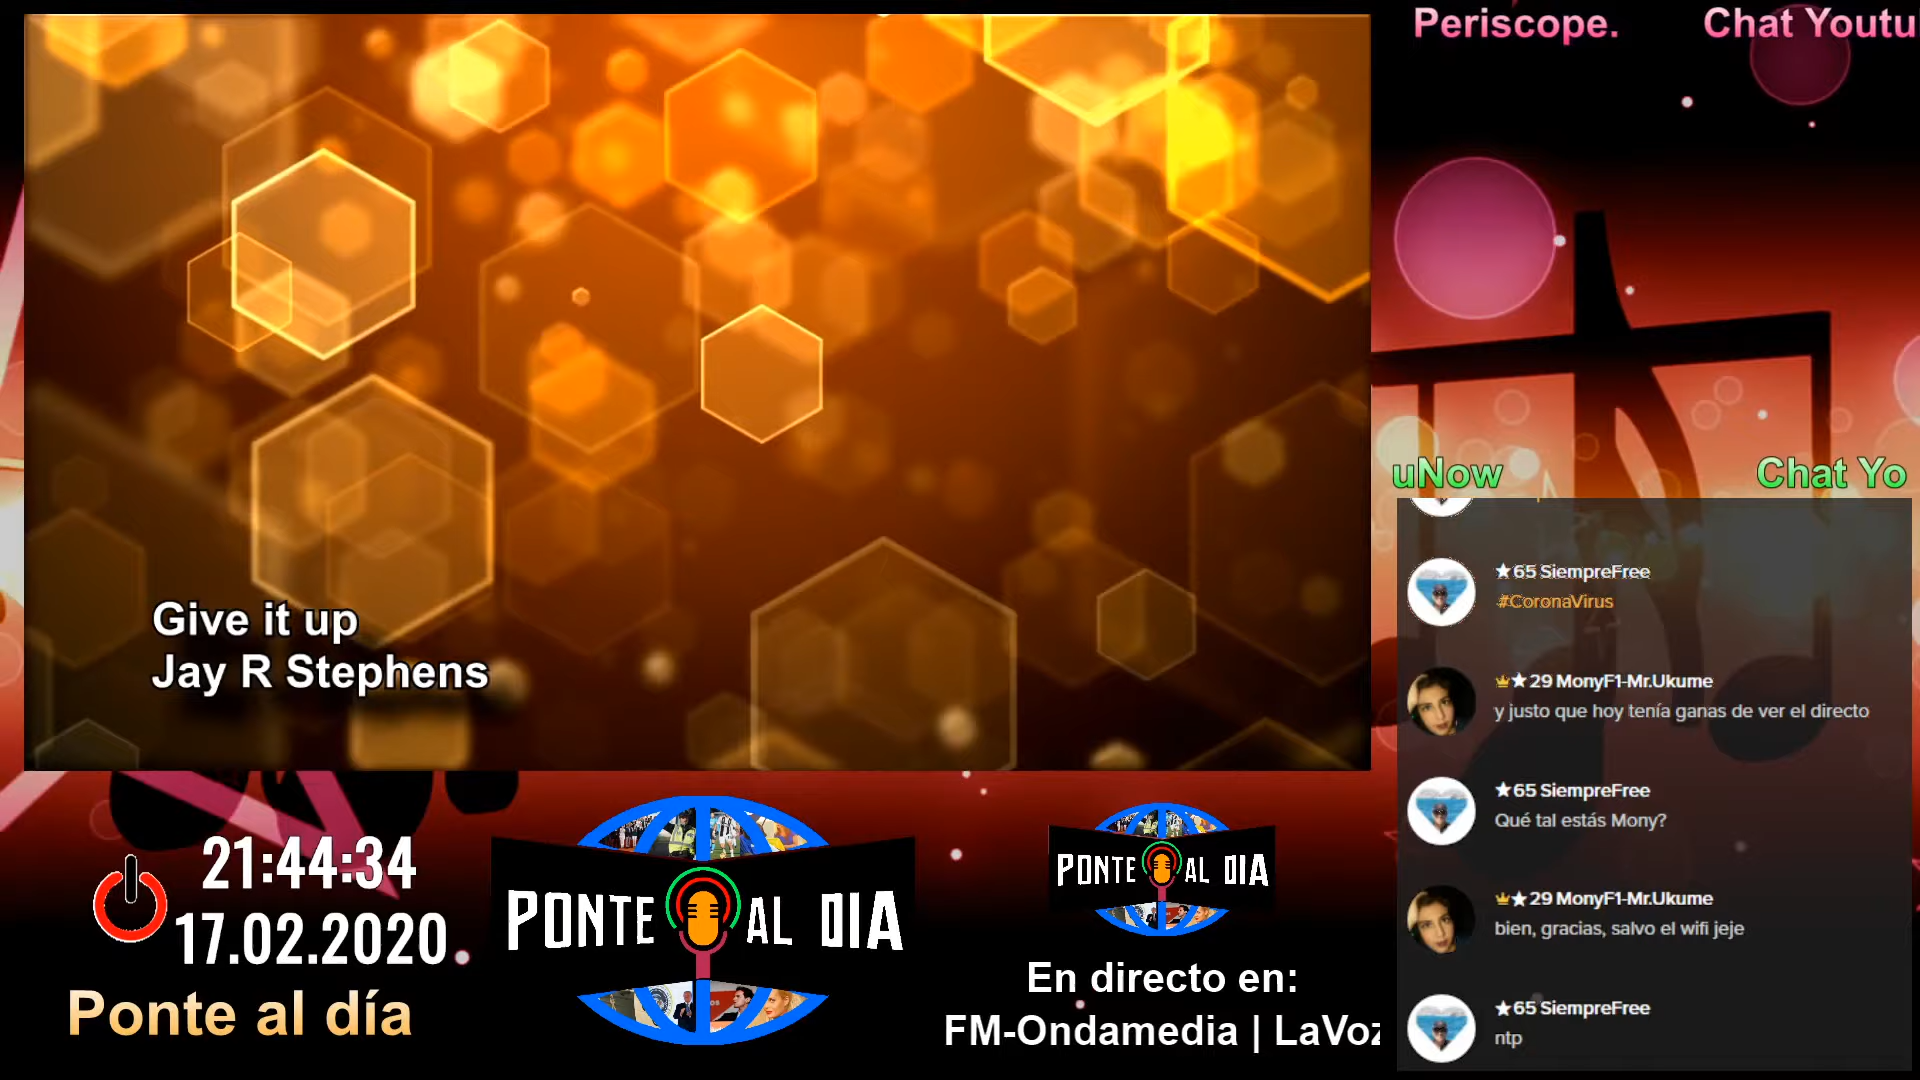 Periscope. Chat Youtu
Give it up
Jay R Stephens
uNow Chat Yo
★65 SiempreFree
#CoronaVirus
★29 MonyF1-Mr.Ukume
y justo que hoy tenía ganas de ver el directo
★65 SiempreFree
Qué tal estás Mony?
★29 MonyF1-Mr.Ukume
bien, gracias, salvo el wifi jeje
★65 SiempreFree
ntp
21:44:34
17.02.2020
Ponte al día
PONTE AL DIA
PONTE AL DIA
En directo en:
FM-Ondamedia | LaVoz